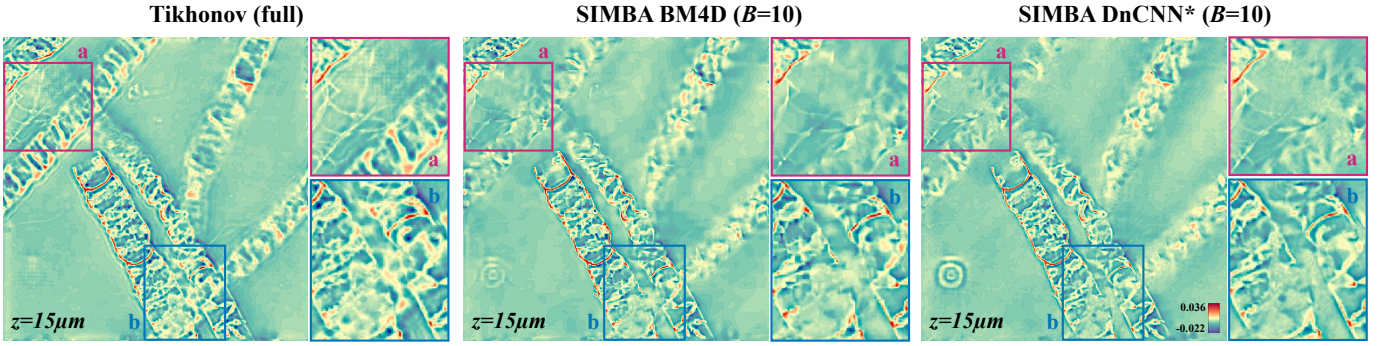 Tikhonov (full)
SIMBA BM4D (B=10)
SIMBA DnCNN* (B=10)
a
a
b
b
z=15μm
a
a
b
b
z=15μm
a
a
b
b
z=15μm
0.036
-0.022